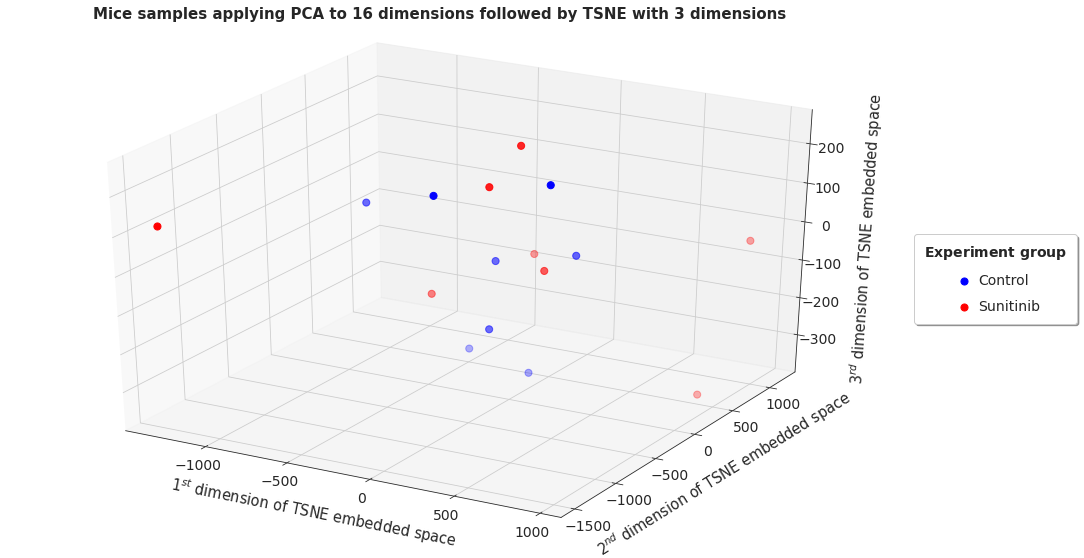 Mice samples applying PCA to 16 dimensions followed by TSNE with 3 dimensions
200
100
0
−100
−200
−300
3rd dimension of TSNE embedded space
1000
500
0
−500
−1000
−1500
2nd dimension of TSNE embedded space
−1000
−500
0
500
1000
1st dimension of TSNE embedded space
Experiment group
Control
Sunitinib